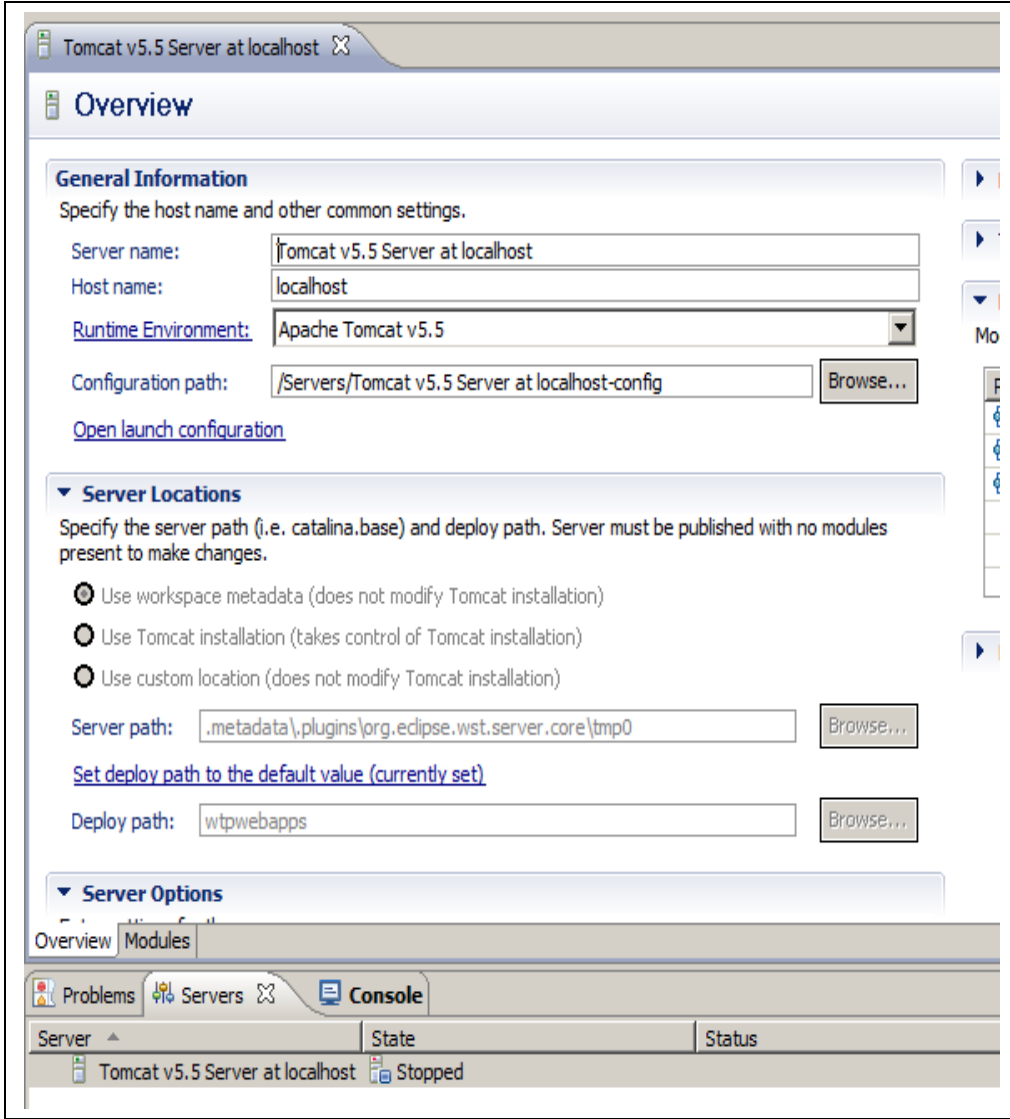 Tomcat v5.5 Server at localhost
Overview
General Information
Specify the host name and other common settings.
Server name: Tomcat v5.5 Server at localhost
Host name: localhost
Runtime Environment: Apache Tomcat v5.5
Configuration path: /Servers/Tomcat v5.5 Server at localhost-config Browse...
Open launch configuration
Mo
Server Locations
Specify the server path (i.e. catalina.base) and deploy path. Server must be published with no modules
present to make changes.
Use workspace metadata (does not modify Tomcat installation)
Use Tomcat installation (takes control of Tomcat installation)
Use custom location (does not modify Tomcat installation)
Server path: .metadata\.plugins\org.eclipse.wst.server.core\tmp0 Browse...
Set deploy path to the default value (currently set)
Deploy path: wtpwebapps Browse...
Server Options
Overview Modules
Problems Servers Console
Server State Status
Tomcat v5.5 Server at localhost Stopped